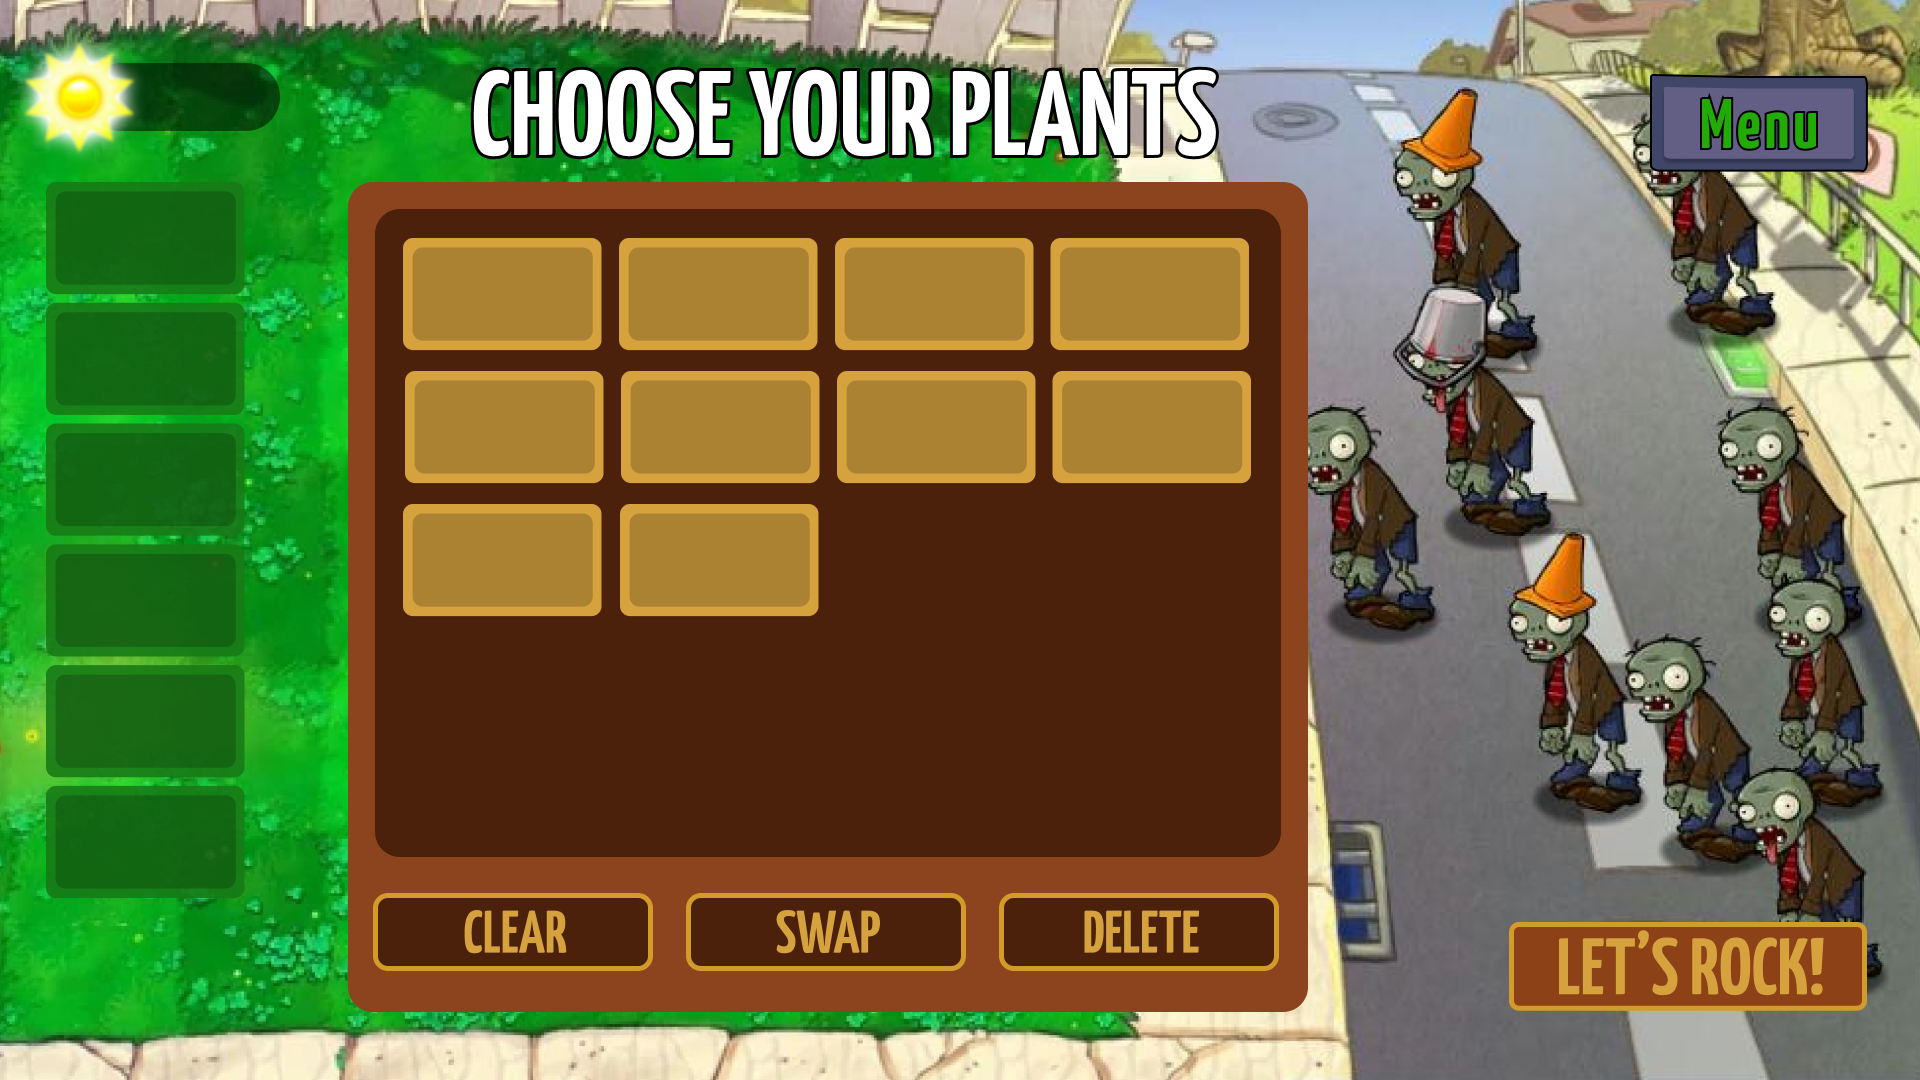 CHOOSE YOUR PLANTS
Menu
CLEAR
SWAP
DELETE
LET'S ROCK!